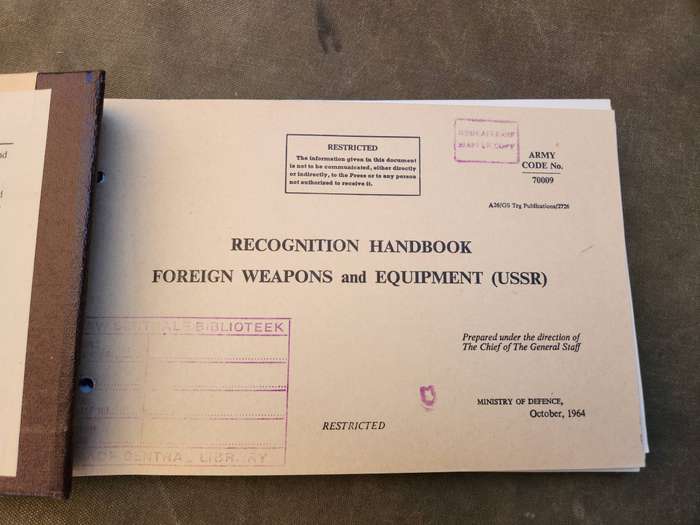 nd
d
RESTRICTED
The information given in this document
is not to be communicated, either directly
or indirectly, to the Press or to any person
not authorized to receive it.
ARMY
CODE No.
70009
A26/GS Trg Publications/2726
RECOGNITION HANDBOOK
FOREIGN WEAPONS and EQUIPMENT (USSR)
BIBLIOTEEK
Prepared under the direction of
The Chief of The General Staff
MINISTRY OF DEFENCE,
October, 1964
RESTRICTED
CENTRAL